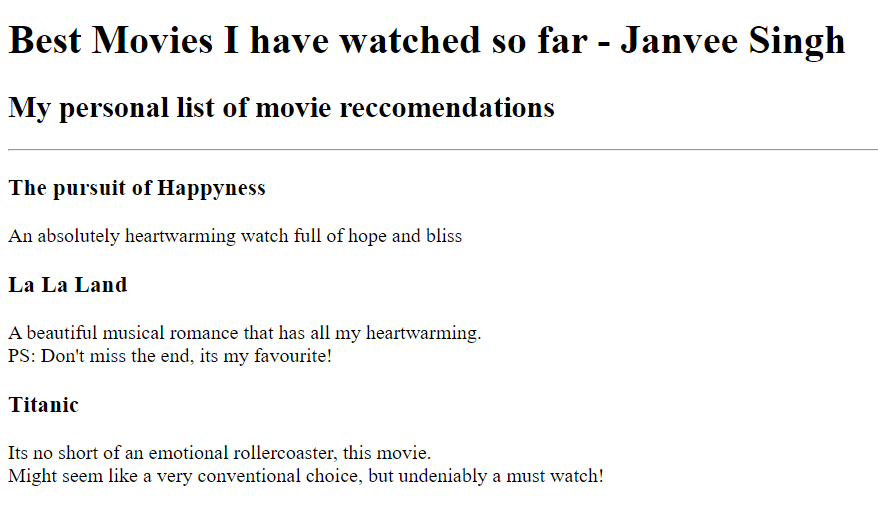 Best Movies I have watched so far - Janvee Singh
My personal list of movie reccomendations
The pursuit of Happyness
An absolutely heartwarming watch full of hope and bliss
La La Land
A beautiful musical romance that has all my heartwarming.
PS: Don't miss the end, its my favourite!
Titanic
Its no short of an emotional rollercoaster, this movie.
Might seem like a very conventional choice, but undeniably a must watch!